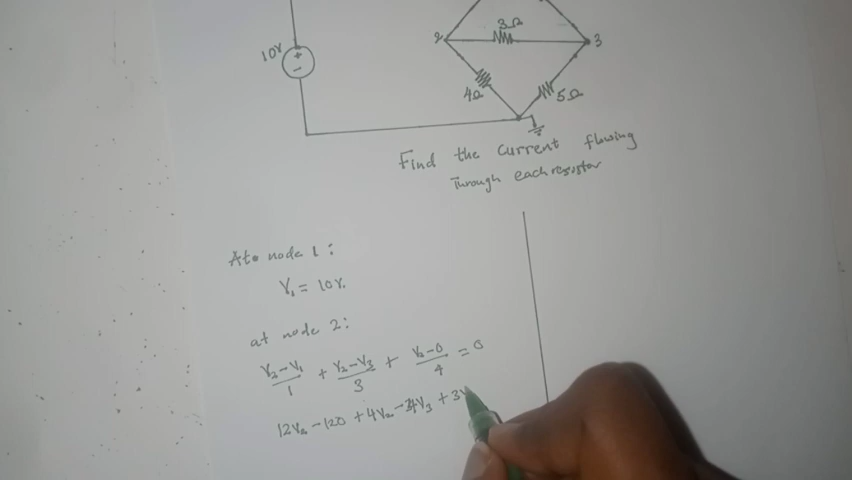 3Ω
2
3
10V
+
-
4Ω
5Ω
Find the current flowing
Through each resistor
At node 1:
V₁ = 10V.
at node 2:
V₂-V₁/1 + V₂-V₃/3 + V₂-0/4 = 0
12V₂ - 120 + 4V₂ - 4V₃ + 3V